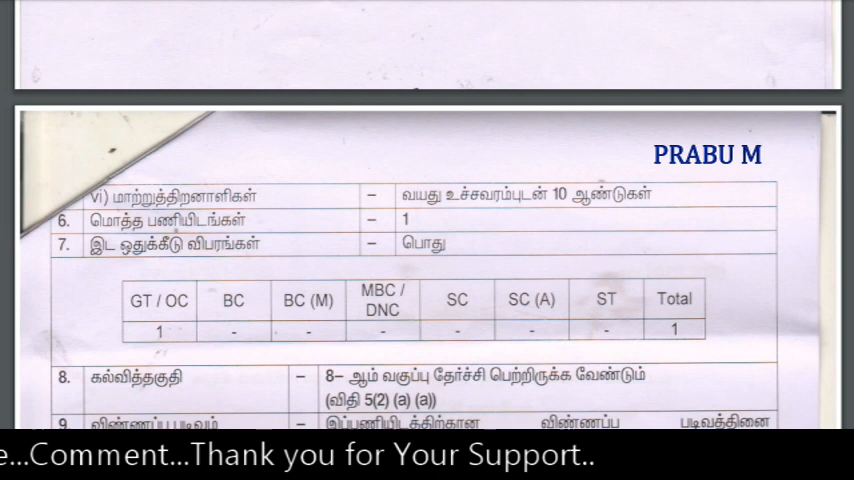 PRABU M
vi) மாற்றுத்திறனாளிகள் – வயது உச்சவரம்புடன் 10 ஆண்டுகள்
6. மொத்த பணியிடங்கள் – 1
7. இட ஒதுக்கீடு விபரங்கள் – பொது
GT / OC BC BC (M) MBC / DNC SC SC (A) ST Total
1 - - - - - - 1
8. கல்வித்தகுதி – 8– ஆம் வகுப்பு தேர்ச்சி பெற்றிருக்க வேண்டும்
(விதி 5(2) (a) (a))
9. விண்ணப்ப படிவம் – இப்பணியிடத்திற்கான விண்ணப்ப படிவத்தினை
e...Comment...Thank you for Your Support..